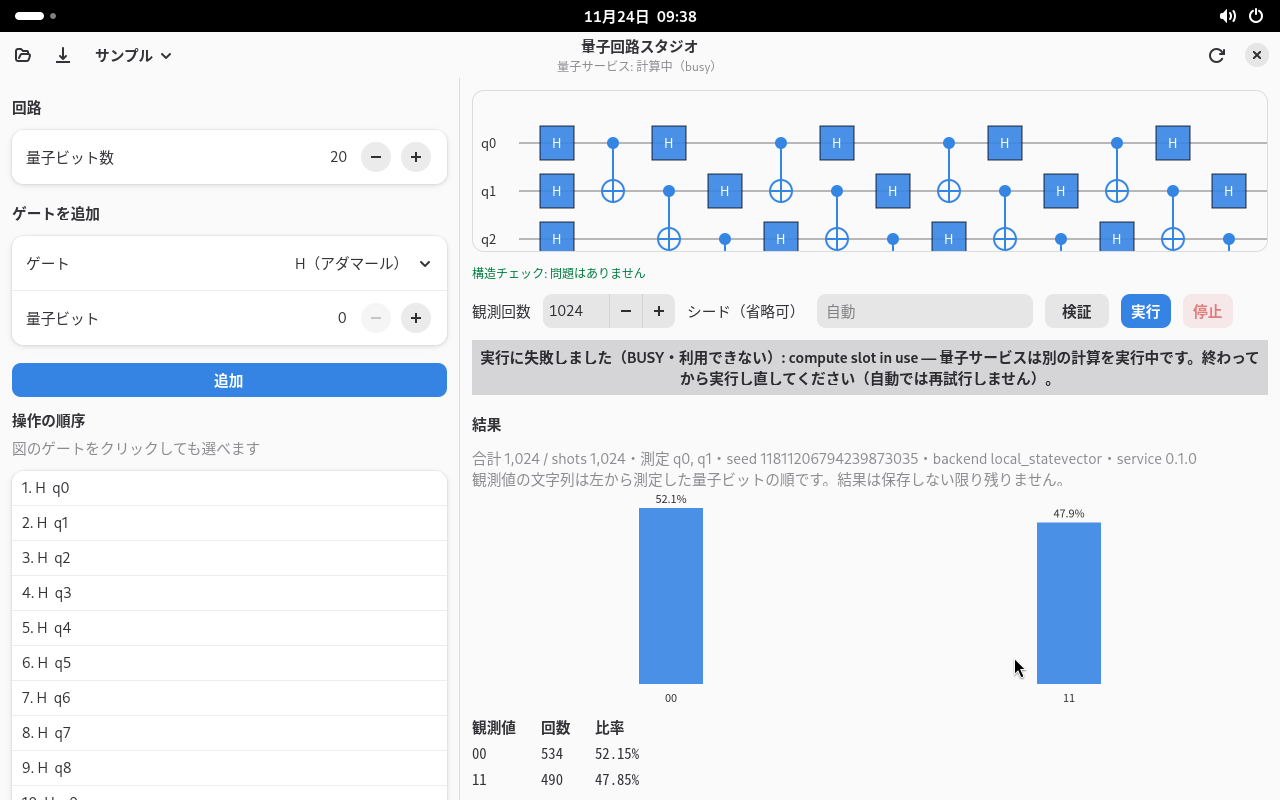 11月24日 09:38
サンプル
量子回路スタジオ
量子サービス: 計算中（busy）
回路
量子ビット数 20
ゲートを追加
ゲート H（アダマール）
量子ビット 0
追加
操作の順序
図のゲートをクリックしても選べます
1. H q0
2. H q1
3. H q2
4. H q3
5. H q4
6. H q5
7. H q6
8. H q7
9. H q8
q0 H H H H H
q1 H H H H H
q2 H H H H
構造チェック: 問題はありません
観測回数 1024 シード（省略可） 自動 検証 実行 停止
実行に失敗しました（BUSY・利用できない）: compute slot in use — 量子サービスは別の計算を実行中です。終わって
から実行し直してください（自動では再試行しません）。
結果
合計 1,024 / shots 1,024・測定 q0, q1・seed 11811206794239873035・backend local_statevector・service 0.1.0
観測値の文字列は左から測定した量子ビットの順です。結果は保存しない限り残りません。
52.1%
47.9%
00 11
観測値 回数 比率
00 534 52.15%
11 490 47.85%